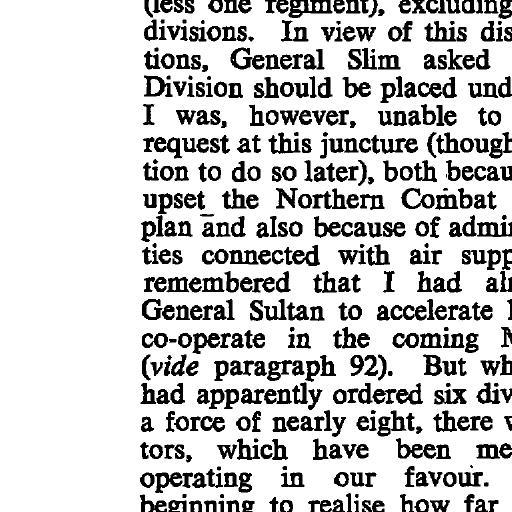 (less one regiment), excluding
divisions. In view of this dis
tions, General Slim asked
Division should be placed und
I was, however, unable to
request at this juncture (though
tion to do so later), both becau
upset the Northern Combat
plan and also because of admi
ties connected with air supp
remembered that I had al
General Sultan to accelerate
co-operate in the coming
(vide paragraph 92). But wh
had apparently ordered six div
a force of nearly eight, there
tors, which have been me
operating in our favour.
beginning to realise how far